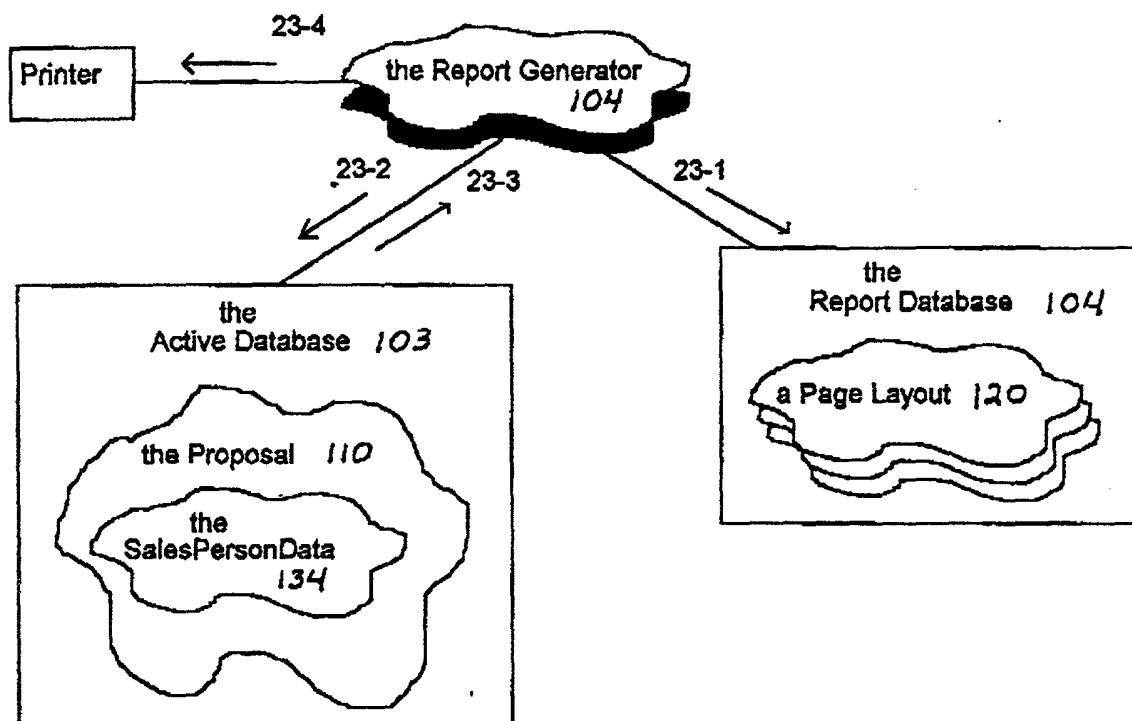 23-4
Printer
the Report Generator
104
23-2
23-3
23-1
the
Active Database 103
the Proposal 110
the
SalesPersonData
134
the
Report Database 104
a Page Layout 120